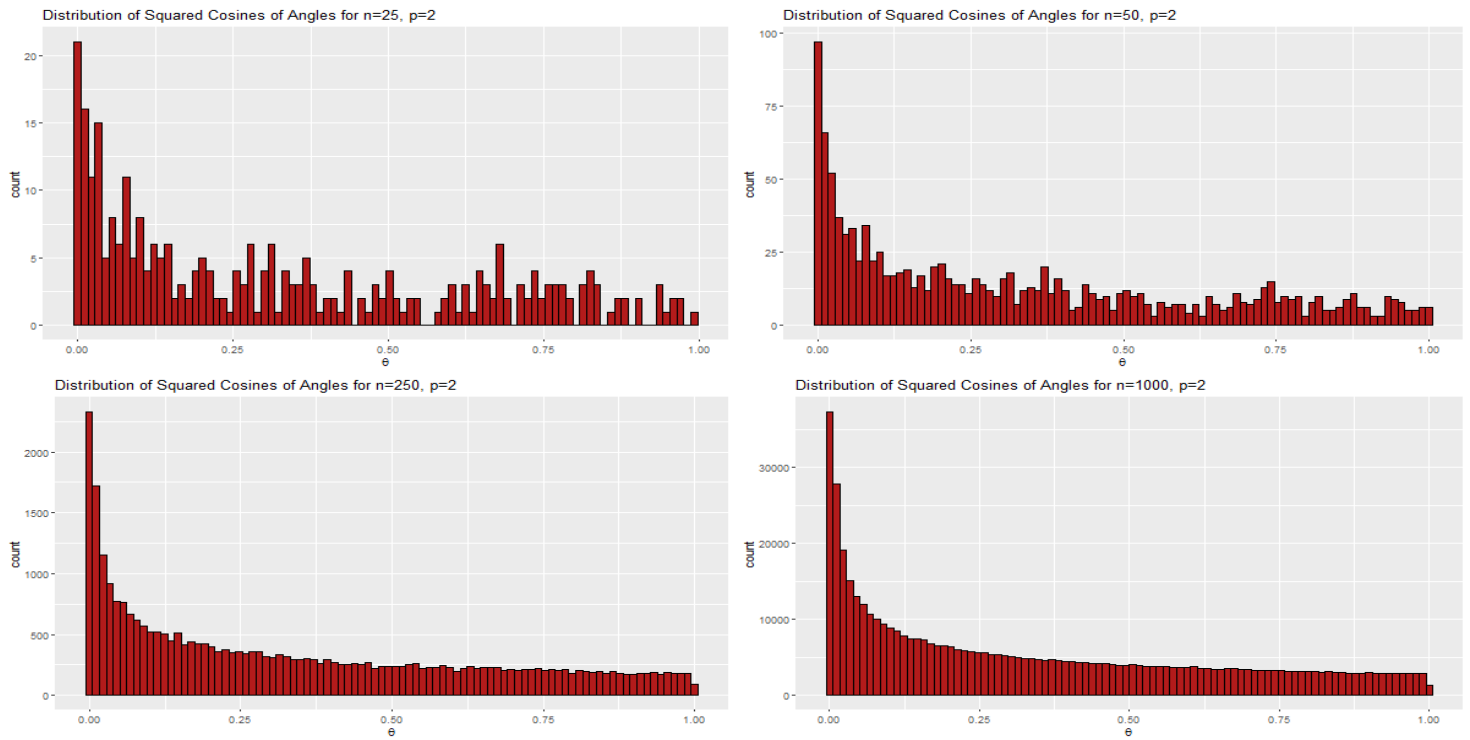 Distribution of Squared Cosines of Angles for n=25, p=2
20
15
10
5
0
count
0.00 0.25 0.50 0.75 1.00
θ
Distribution of Squared Cosines of Angles for n=50, p=2
100
75
50
25
0
count
0.00 0.25 0.50 0.75 1.00
θ
Distribution of Squared Cosines of Angles for n=250, p=2
2000
1500
1000
500
0
count
0.00 0.25 0.50 0.75 1.00
θ
Distribution of Squared Cosines of Angles for n=1000, p=2
30000
20000
10000
0
count
0.00 0.25 0.50 0.75 1.00
θ